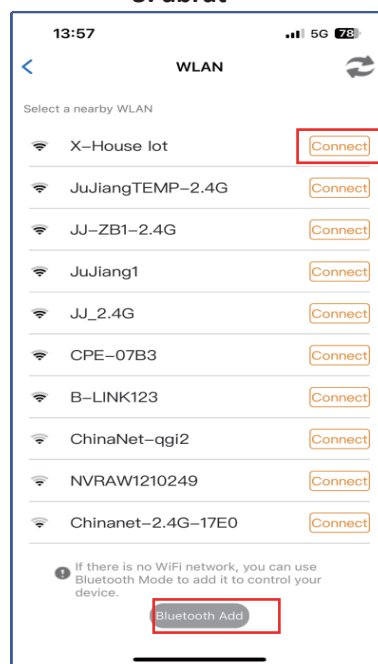 13:57 5G 78
WLAN
Select a nearby WLAN
X-House lot Connect
JuJiangTEMP-2.4G Connect
JJ-ZB1-2.4G Connect
JuJiang1 Connect
JJ_2.4G Connect
CPE-07B3 Connect
B-LINK123 Connect
ChinaNet-qgi2 Connect
NVRAW1210249 Connect
Chinanet-2.4G-17E0 Connect
If there is no WiFi network, you can use
Bluetooth Mode to add it to control your
device.
Bluetooth Add